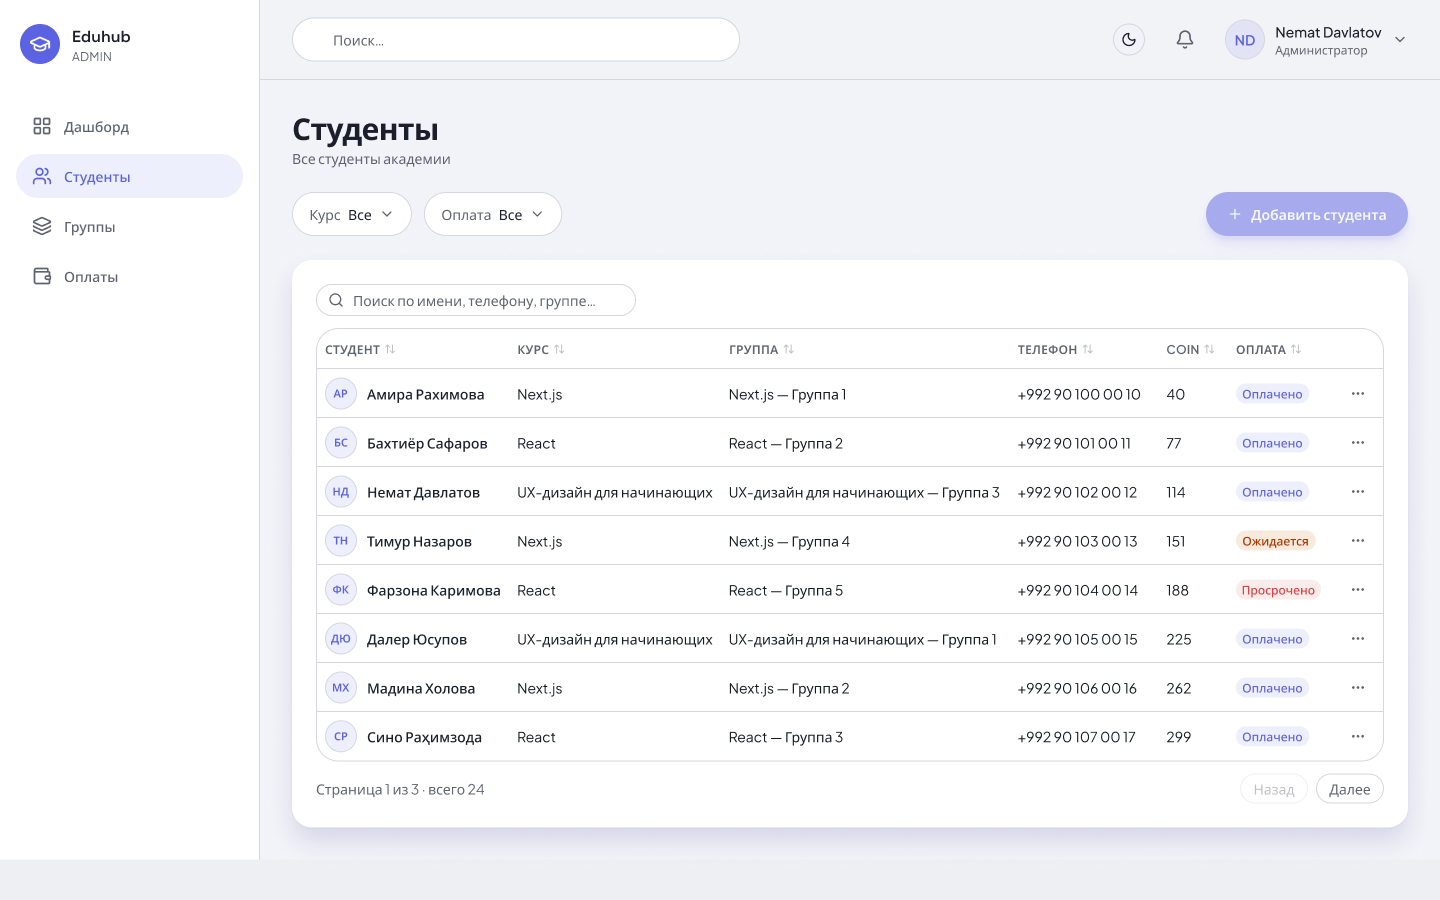 Eduhub
ADMIN
Дашборд
Студенты
Группы
Оплаты
Поиск...
ND
Nemat Davlatov
Администратор
Студенты
Все студенты академии
Курс Все
Оплата Все
+ Добавить студента
Поиск по имени, телефону, группе...
СТУДЕНТ КУРС ГРУППА ТЕЛЕФОН COIN ОПЛАТА
АР Амира Рахимова Next.js Next.js — Группа 1 +992 90 100 00 10 40 Оплачено
БС Бахтиёр Сафаров React React — Группа 2 +992 90 101 00 11 77 Оплачено
НД Немат Давлатов UX-дизайн для начинающих UX-дизайн для начинающих — Группа 3 +992 90 102 00 12 114 Оплачено
ТН Тимур Назаров Next.js Next.js — Группа 4 +992 90 103 00 13 151 Ожидается
ФК Фарзона Каримова React React — Группа 5 +992 90 104 00 14 188 Просрочено
ДЮ Далер Юсупов UX-дизайн для начинающих UX-дизайн для начинающих — Группа 1 +992 90 105 00 15 225 Оплачено
МХ Мадина Холова Next.js Next.js — Группа 2 +992 90 106 00 16 262 Оплачено
СР Сино Раҳимзода React React — Группа 3 +992 90 107 00 17 299 Оплачено
Страница 1 из 3 · всего 24
Назад
Далее